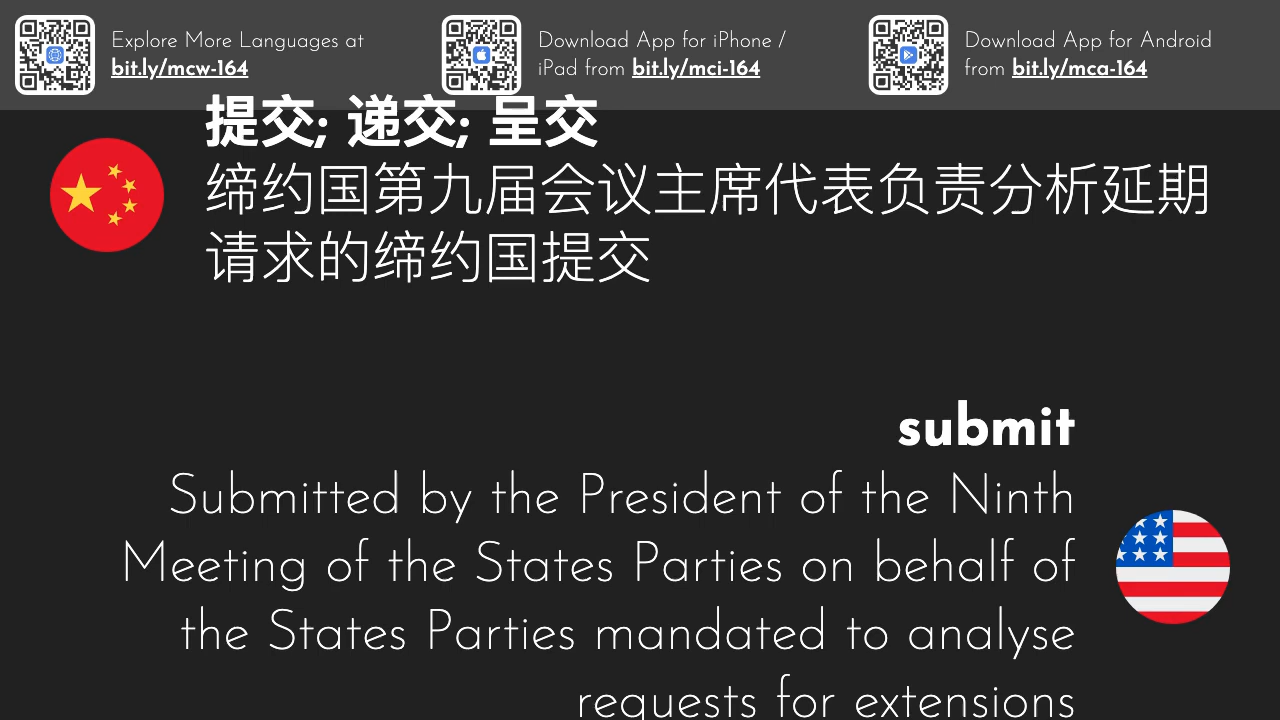 Explore More Languages at
bit.ly/mcw-164
Download App for iPhone /
iPad from bit.ly/mci-164
Download App for Android
from bit.ly/mca-164
提交; 递交; 呈交
缔约国第九届会议主席代表负责分析延期
请求的缔约国提交
submit
Submitted by the President of the Ninth
Meeting of the States Parties on behalf of
the States Parties mandated to analyse
requests for extensions